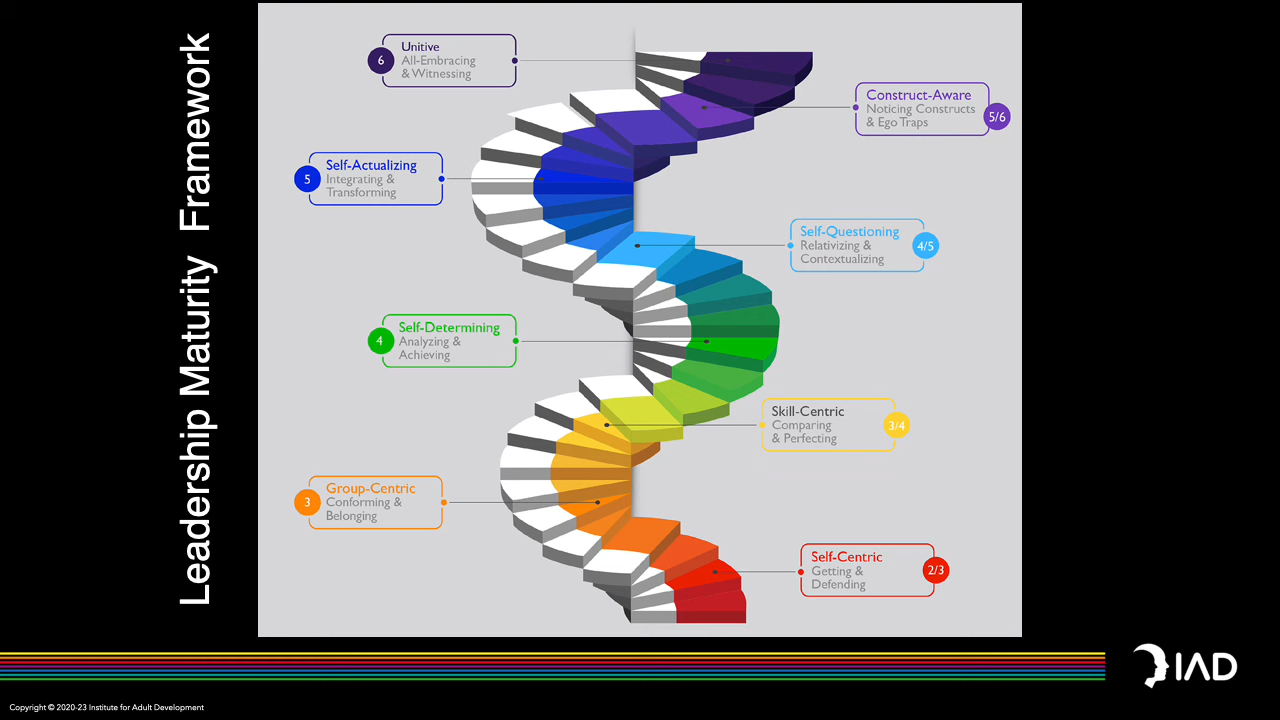 Leadership Maturity Framework
6
Unitive
All-Embracing
& Witnessing
Construct-Aware
Noticing Constructs
& Ego Traps
5/6
5
Self-Actualizing
Integrating &
Transforming
Self-Questioning
Relativizing &
Contextualizing
4/5
4
Self-Determining
Analyzing &
Achieving
Skill-Centric
Comparing
& Perfecting
3/4
3
Group-Centric
Conforming &
Belonging
Self-Centric
Getting &
Defending
2/3
IAD
Copyright © 2020-23 Institute for Adult Development